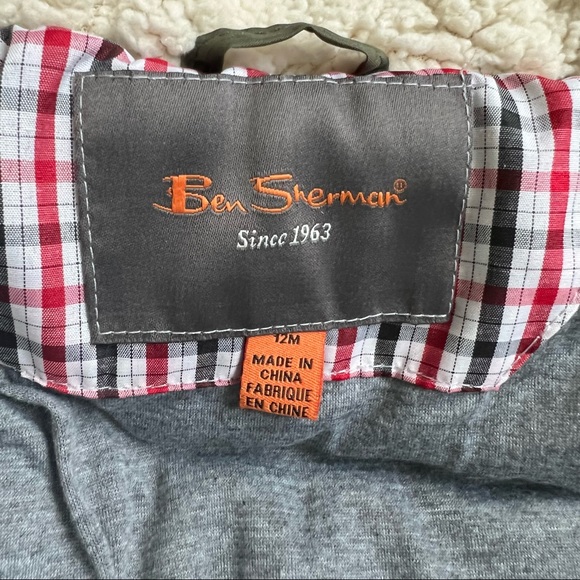 Ben Sherman®
Since 1963
12M
MADE IN
CHINA
FABRIQUE
EN CHINE